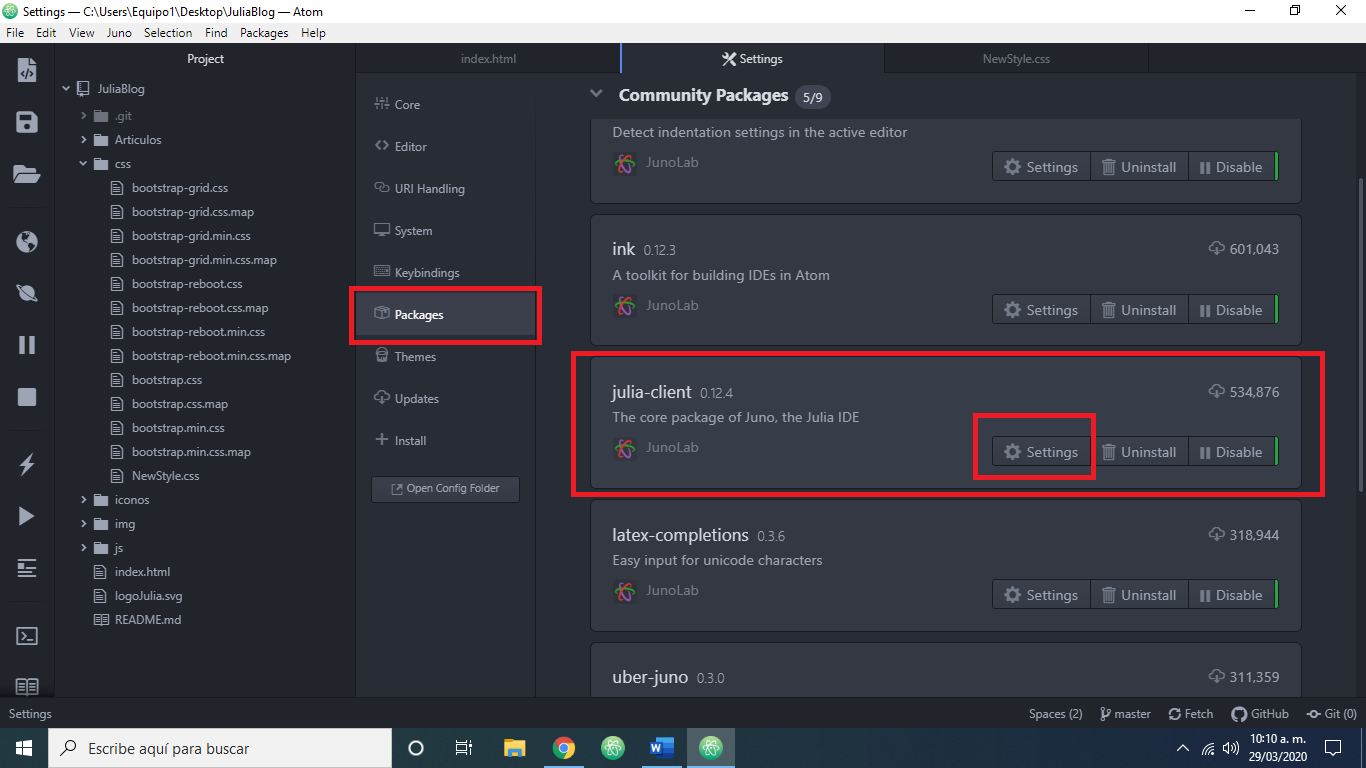 Settings — C:\Users\Equipo1\Desktop\JuliaBlog — Atom
File Edit View Juno Selection Find Packages Help
Project
index.html
Settings
NewStyle.css
JuliaBlog
.git
Articulos
css
bootstrap-grid.css
bootstrap-grid.css.map
bootstrap-grid.min.css
bootstrap-grid.min.css.map
bootstrap-reboot.css
bootstrap-reboot.css.map
bootstrap-reboot.min.css
bootstrap-reboot.min.css.map
bootstrap.css
bootstrap.css.map
bootstrap.min.css
bootstrap.min.css.map
NewStyle.css
iconos
img
js
index.html
logoJulia.svg
README.md
Core
Editor
URI Handling
System
Keybindings
Packages
Themes
Updates
Install
Open Config Folder
Community Packages 5/9
Detect indentation settings in the active editor
JunoLab
Settings Uninstall Disable
ink 0.12.3 601,043
A toolkit for building IDEs in Atom
JunoLab
Settings Uninstall Disable
julia-client 0.12.4 534,876
The core package of Juno, the Julia IDE
JunoLab
Settings Uninstall Disable
latex-completions 0.3.6 318,944
Easy input for unicode characters
JunoLab
Settings Uninstall Disable
uber-juno 0.3.0 311,359
Settings
Spaces (2) master Fetch GitHub Git (0)
Escribe aquí para buscar
10:10 a. m.
29/03/2020